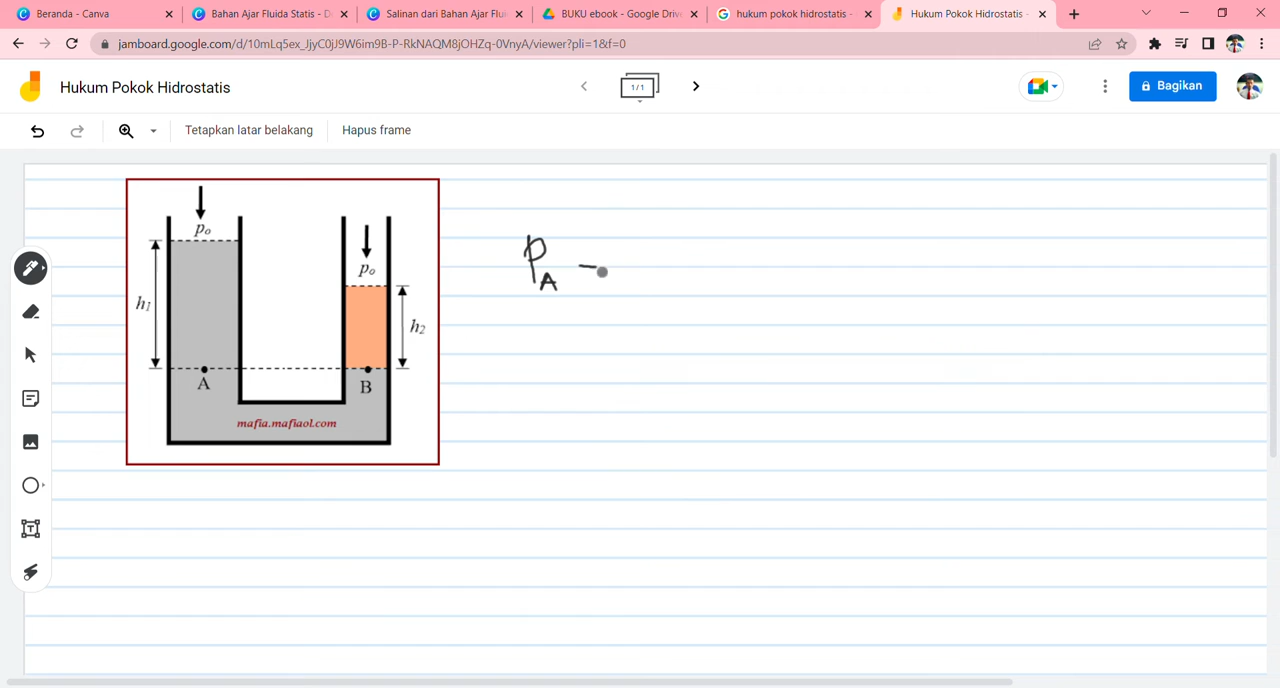 Beranda - Canva
Bahan Ajar Fluida Statis - D
Salinan dari Bahan Ajar Flui
BUKU ebook - Google Driv
hukum pokok hidrostatis -
Hukum Pokok Hidrostatis -
jamboard.google.com/d/10mLq5ex_JjyC0jJ9W6im9B-P-RkNAQM8jOHZq-0VnyA/viewer?pli=1&f=0
Hukum Pokok Hidrostatis
1/1
Bagikan
Tetapkan latar belakang
Hapus frame
po
po
h1
h2
A
B
mafia.mafiaol.com
PA -